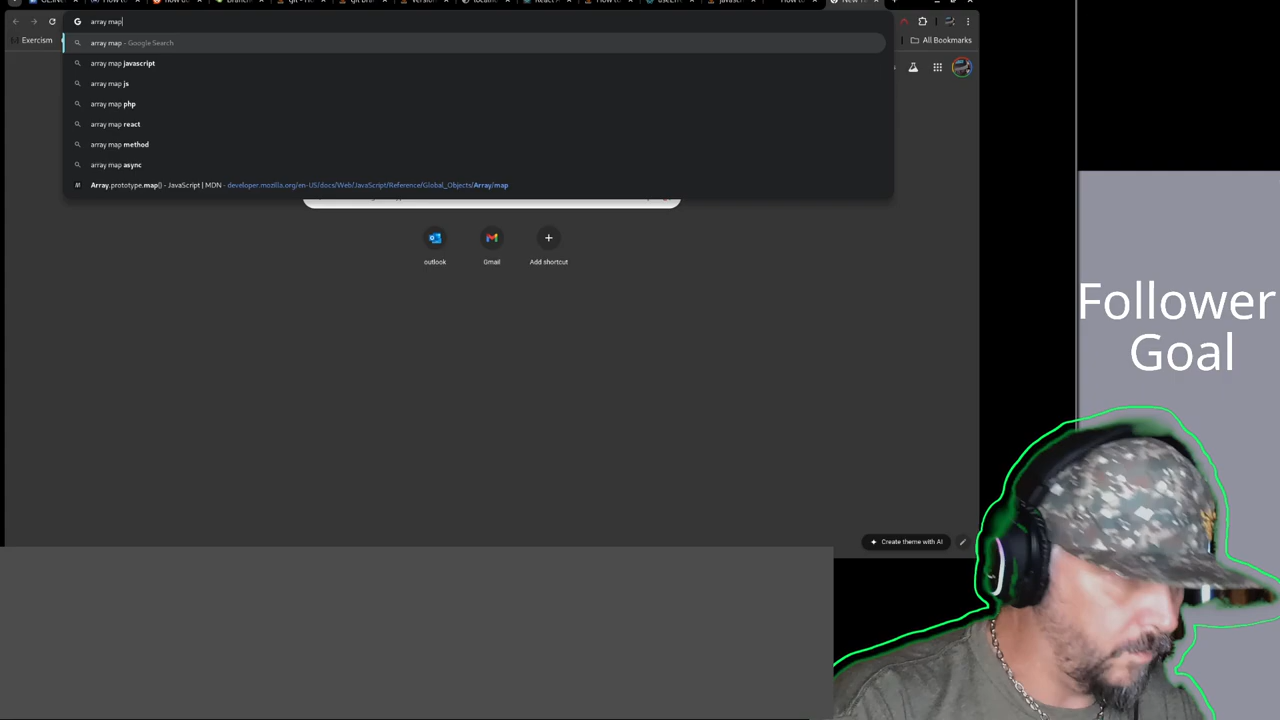 array map
Exercism
All Bookmarks
array map - Google Search
array map javascript
array map js
array map php
array map react
array map method
array map async
Array.prototype.map() - JavaScript | MDN - developer.mozilla.org/en-US/docs/Web/JavaScript/Reference/Global_Objects/Array/map
outlook
Gmail
Add shortcut
Follower
Goal
Create theme with AI